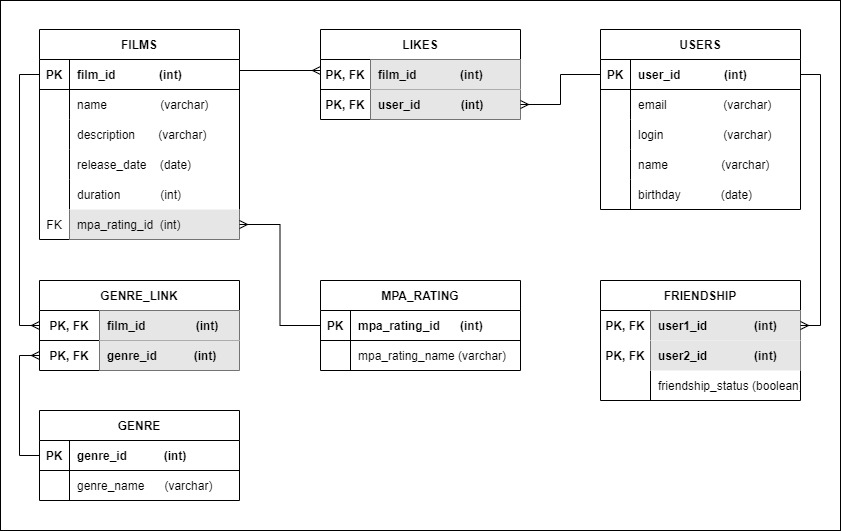 FILMS
PK film_id (int)
name (varchar)
description (varchar)
release_date (date)
duration (int)
FK mpa_rating_id (int)
LIKES
PK, FK film_id (int)
PK, FK user_id (int)
USERS
PK user_id (int)
email (varchar)
login (varchar)
name (varchar)
birthday (date)
GENRE_LINK
PK, FK film_id (int)
PK, FK genre_id (int)
MPA_RATING
PK mpa_rating_id (int)
mpa_rating_name (varchar)
FRIENDSHIP
PK, FK user1_id (int)
PK, FK user2_id (int)
friendship_status (boolean
GENRE
PK genre_id (int)
genre_name (varchar)